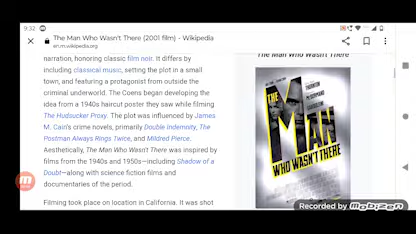 9:32
The Man Who Wasn't There (2001 film) - Wikipedia
en.m.wikipedia.org
narration, honoring classic film noir. It differs by
including classical music, setting the plot in a small
town, and featuring a protagonist from outside the
criminal underworld. The Coens began developing the
idea from a 1940s haircut poster they saw while filming
The Hudsucker Proxy. The plot was influenced by James
M. Cain's crime novels, primarily Double Indemnity, The
Postman Always Rings Twice, and Mildred Pierce.
Aesthetically, The Man Who Wasn't There was inspired by
films from the 1940s and 1950s—including Shadow of a
Doubt—along with science fiction films and
documentaries of the period.
Filming took place on location in California. It was shot
The Man Who Wasn't There
THORNTON
McDORMAND
THE
MAN
WHO WASN'T THERE
Recorded by mobizen